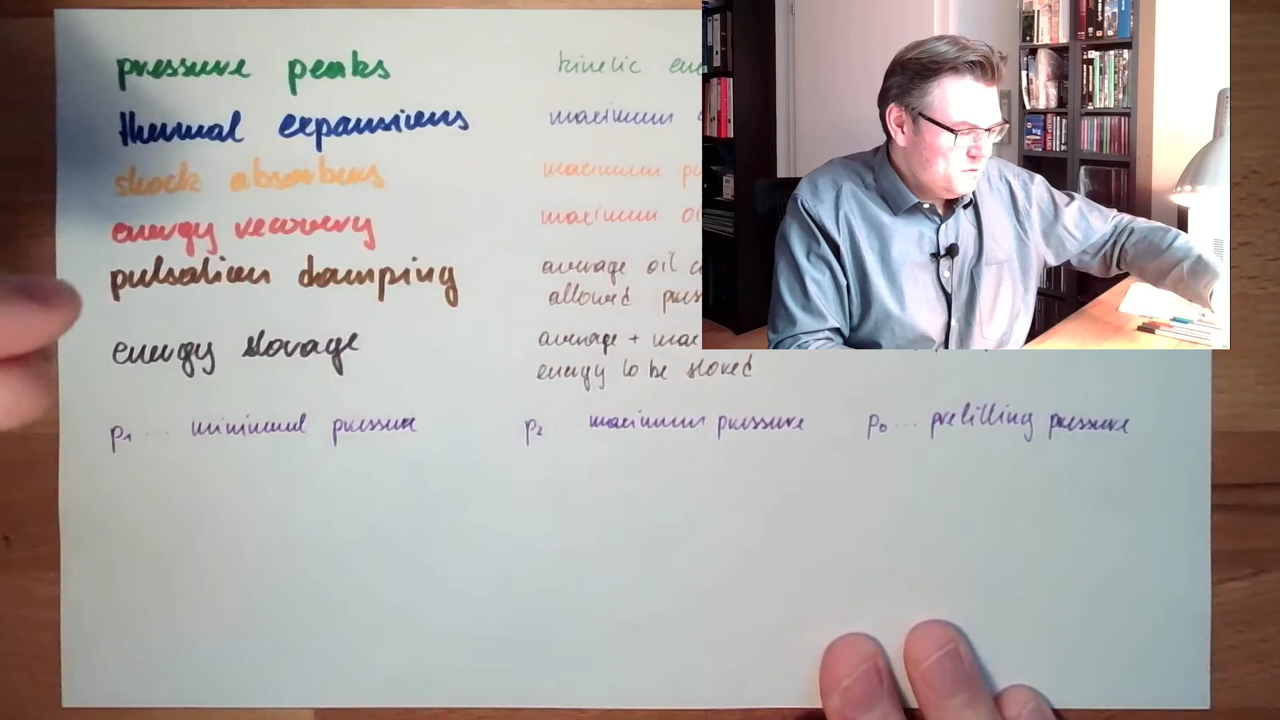 pressure peaks kinetic
thermal expansions maximum
shock absorbers maximum
energy recovery maximum
pulsation damping average oil
allowed
energy storage average +
energy to be stored
p1 ... minimum pressure p2 ... maximum pressure p0 ... prefilling pressure